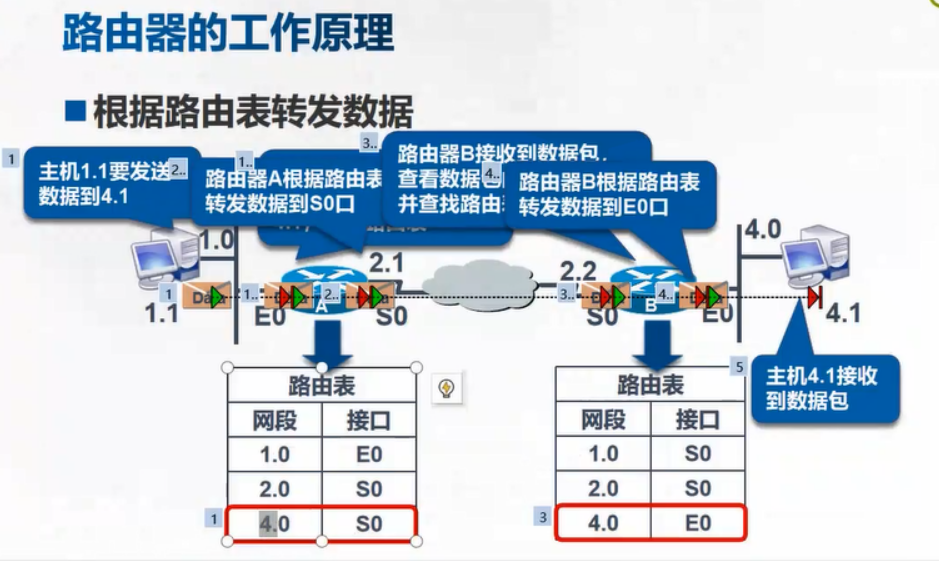 路由器的工作原理
根据路由表转发数据
1
主机1.1要发送
数据到4.1
2..
1..
路由器A根据路由表
转发数据到S0口
3..
路由器B接收到数据包,
查看数据包
并查找路由
4..
路由器B根据路由表
转发数据到E0口
1.0
2.1
2.2
4.0
1
1..
2..
3..
4..
1.1
E0
A
S0
S0
B
E0
4.1
5
主机4.1接收
到数据包
路由表
网段 接口
1.0 E0
2.0 S0
1
4.0 S0
路由表
网段 接口
1.0 S0
2.0 S0
3
4.0 E0